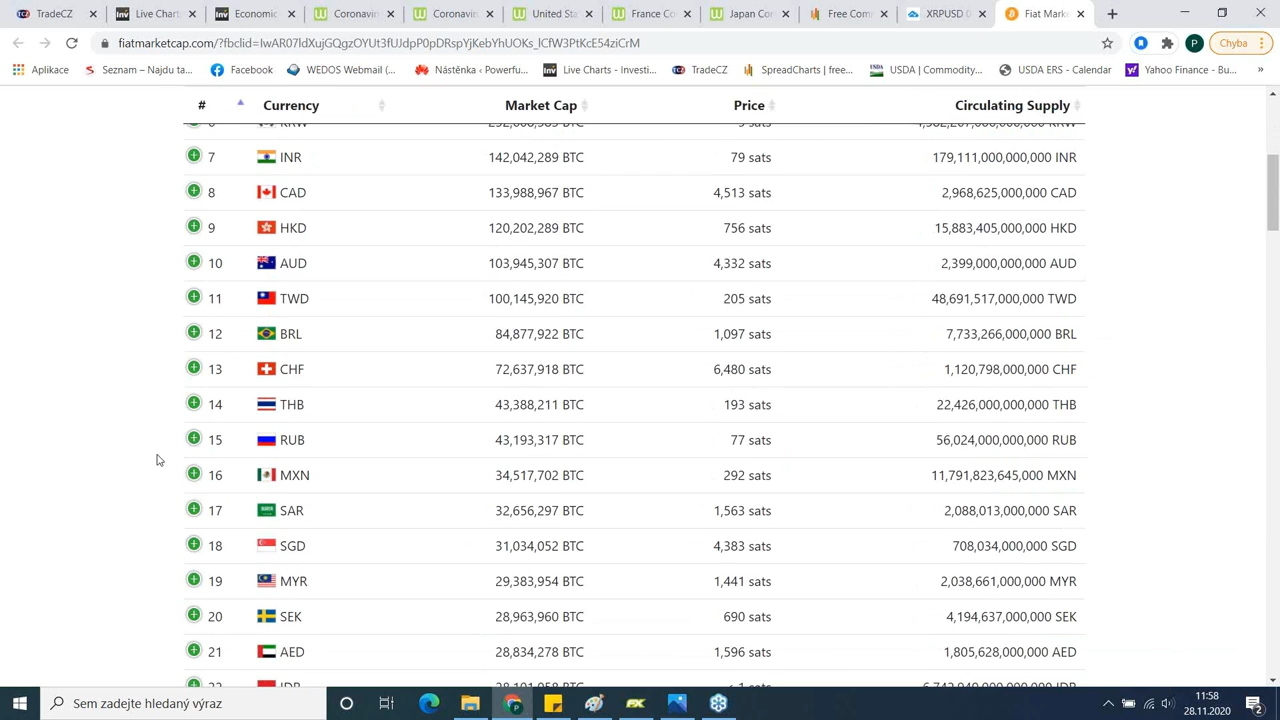 TradeCZ
Live Chart
Economic
Coronavir
Coronavir
United Sta
France Co
Japan Cor
Free Com
XRPUSD 0
Fiat Mark
fiatmarketcap.com/?fbclid=IwAR07ldXujGQgzOYUt3fUJdpP0pORspYjKebYhUOKs_ICfW3PtKcE54ziCrM
P
Chyba
Aplikace
Seznam – Najdu ta...
Facebook
WEDOS Webmail (...
Nástěnka ‹ Powerfu...
Live Charts - Investi...
TradeCZ
SpreadCharts | free...
USDA | Commodity...
USDA ERS - Calendar
Yahoo Finance - Bu...
»
# Currency Market Cap Price Circulating Supply
7 INR 142,042,289 BTC 79 sats 179,111,000,000,000 INR
8 CAD 133,988,967 BTC 4,513 sats 2,968,625,000,000 CAD
9 HKD 120,202,289 BTC 756 sats 15,883,405,000,000 HKD
10 AUD 103,945,307 BTC 4,332 sats 2,399,000,000,000 AUD
11 TWD 100,145,920 BTC 205 sats 48,691,517,000,000 TWD
12 BRL 84,877,922 BTC 1,097 sats 7,733,266,000,000 BRL
13 CHF 72,637,918 BTC 6,480 sats 1,120,798,000,000 CHF
14 THB 43,388,211 BTC 193 sats 22,426,000,000,000 THB
15 RUB 43,193,317 BTC 77 sats 56,024,000,000,000 RUB
16 MXN 34,517,702 BTC 292 sats 11,791,823,645,000 MXN
17 SAR 32,656,297 BTC 1,563 sats 2,088,013,000,000 SAR
18 SGD 31,034,052 BTC 4,383 sats 708,034,000,000 SGD
19 MYR 29,383,954 BTC 1,441 sats 2,038,661,000,000 MYR
20 SEK 28,963,960 BTC 690 sats 4,194,637,000,000 SEK
21 AED 28,834,278 BTC 1,596 sats 1,805,628,000,000 AED
Sem zadejte hledaný výraz
11:58
28.11.2020
2